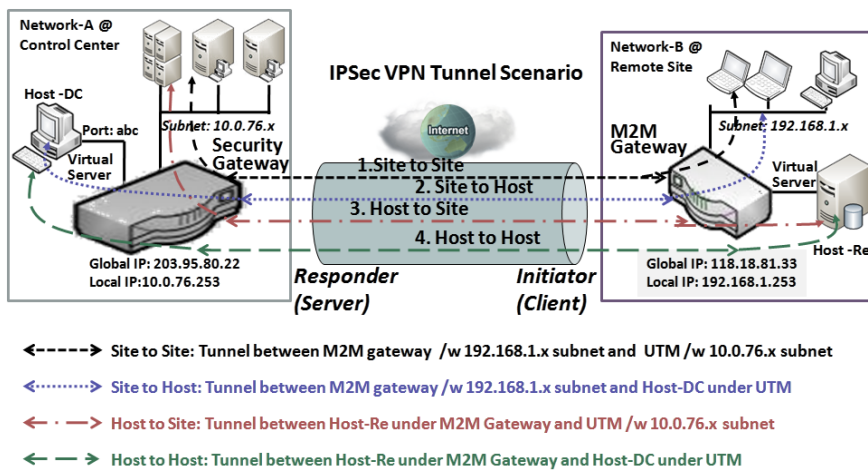 Network-A @
Control Center
Host -DC
Port: abc
Virtual
Server
Subnet: 10.0.76.x
Security
Gateway
Global IP: 203.95.80.22
Local IP:10.0.76.253
IPSec VPN Tunnel Scenario
Internet
1.Site to Site
2. Site to Host
3. Host to Site
4. Host to Host
Responder
(Server)
Initiator
(Client)
Network-B @
Remote Site
Subnet: 192.168.1.x
M2M
Gateway
Virtual
Server
Host -Re
Global IP: 118.18.81.33
Local IP: 192.168.1.253
Site to Site: Tunnel between M2M gateway /w 192.168.1.x subnet and UTM /w 10.0.76.x subnet
Site to Host: Tunnel between M2M gateway /w 192.168.1.x subnet and Host-DC under UTM
Host to Site: Tunnel between Host-Re under M2M Gateway and UTM /w 10.0.76.x subnet
Host to Host: Tunnel between Host-Re under M2M Gateway and Host-DC under UTM